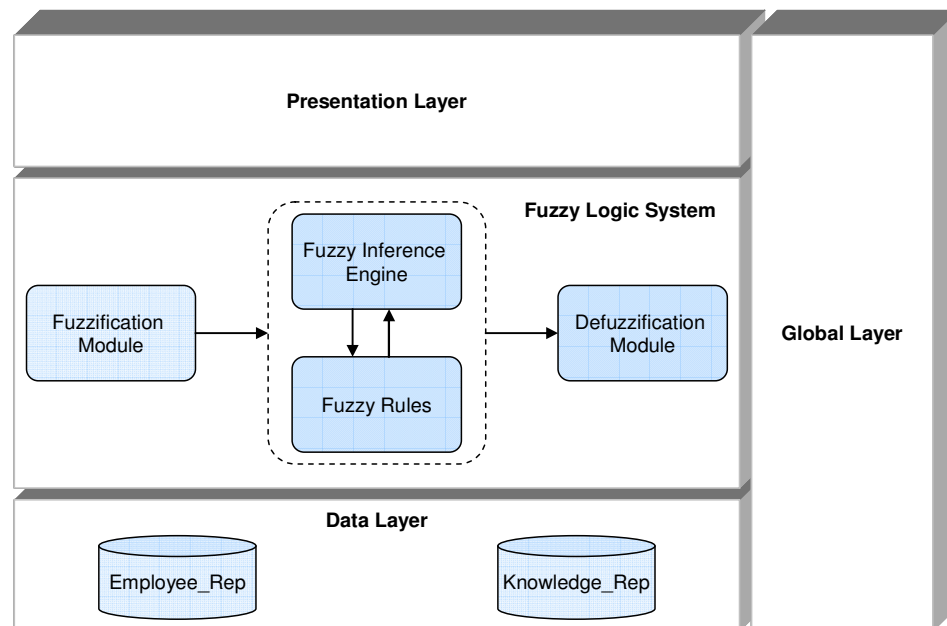 Presentation Layer
Fuzzy Logic System
Fuzzy Inference
Engine
Fuzzification
Module
Defuzzification
Module
Fuzzy Rules
Global Layer
Data Layer
Employee_Rep
Knowledge_Rep